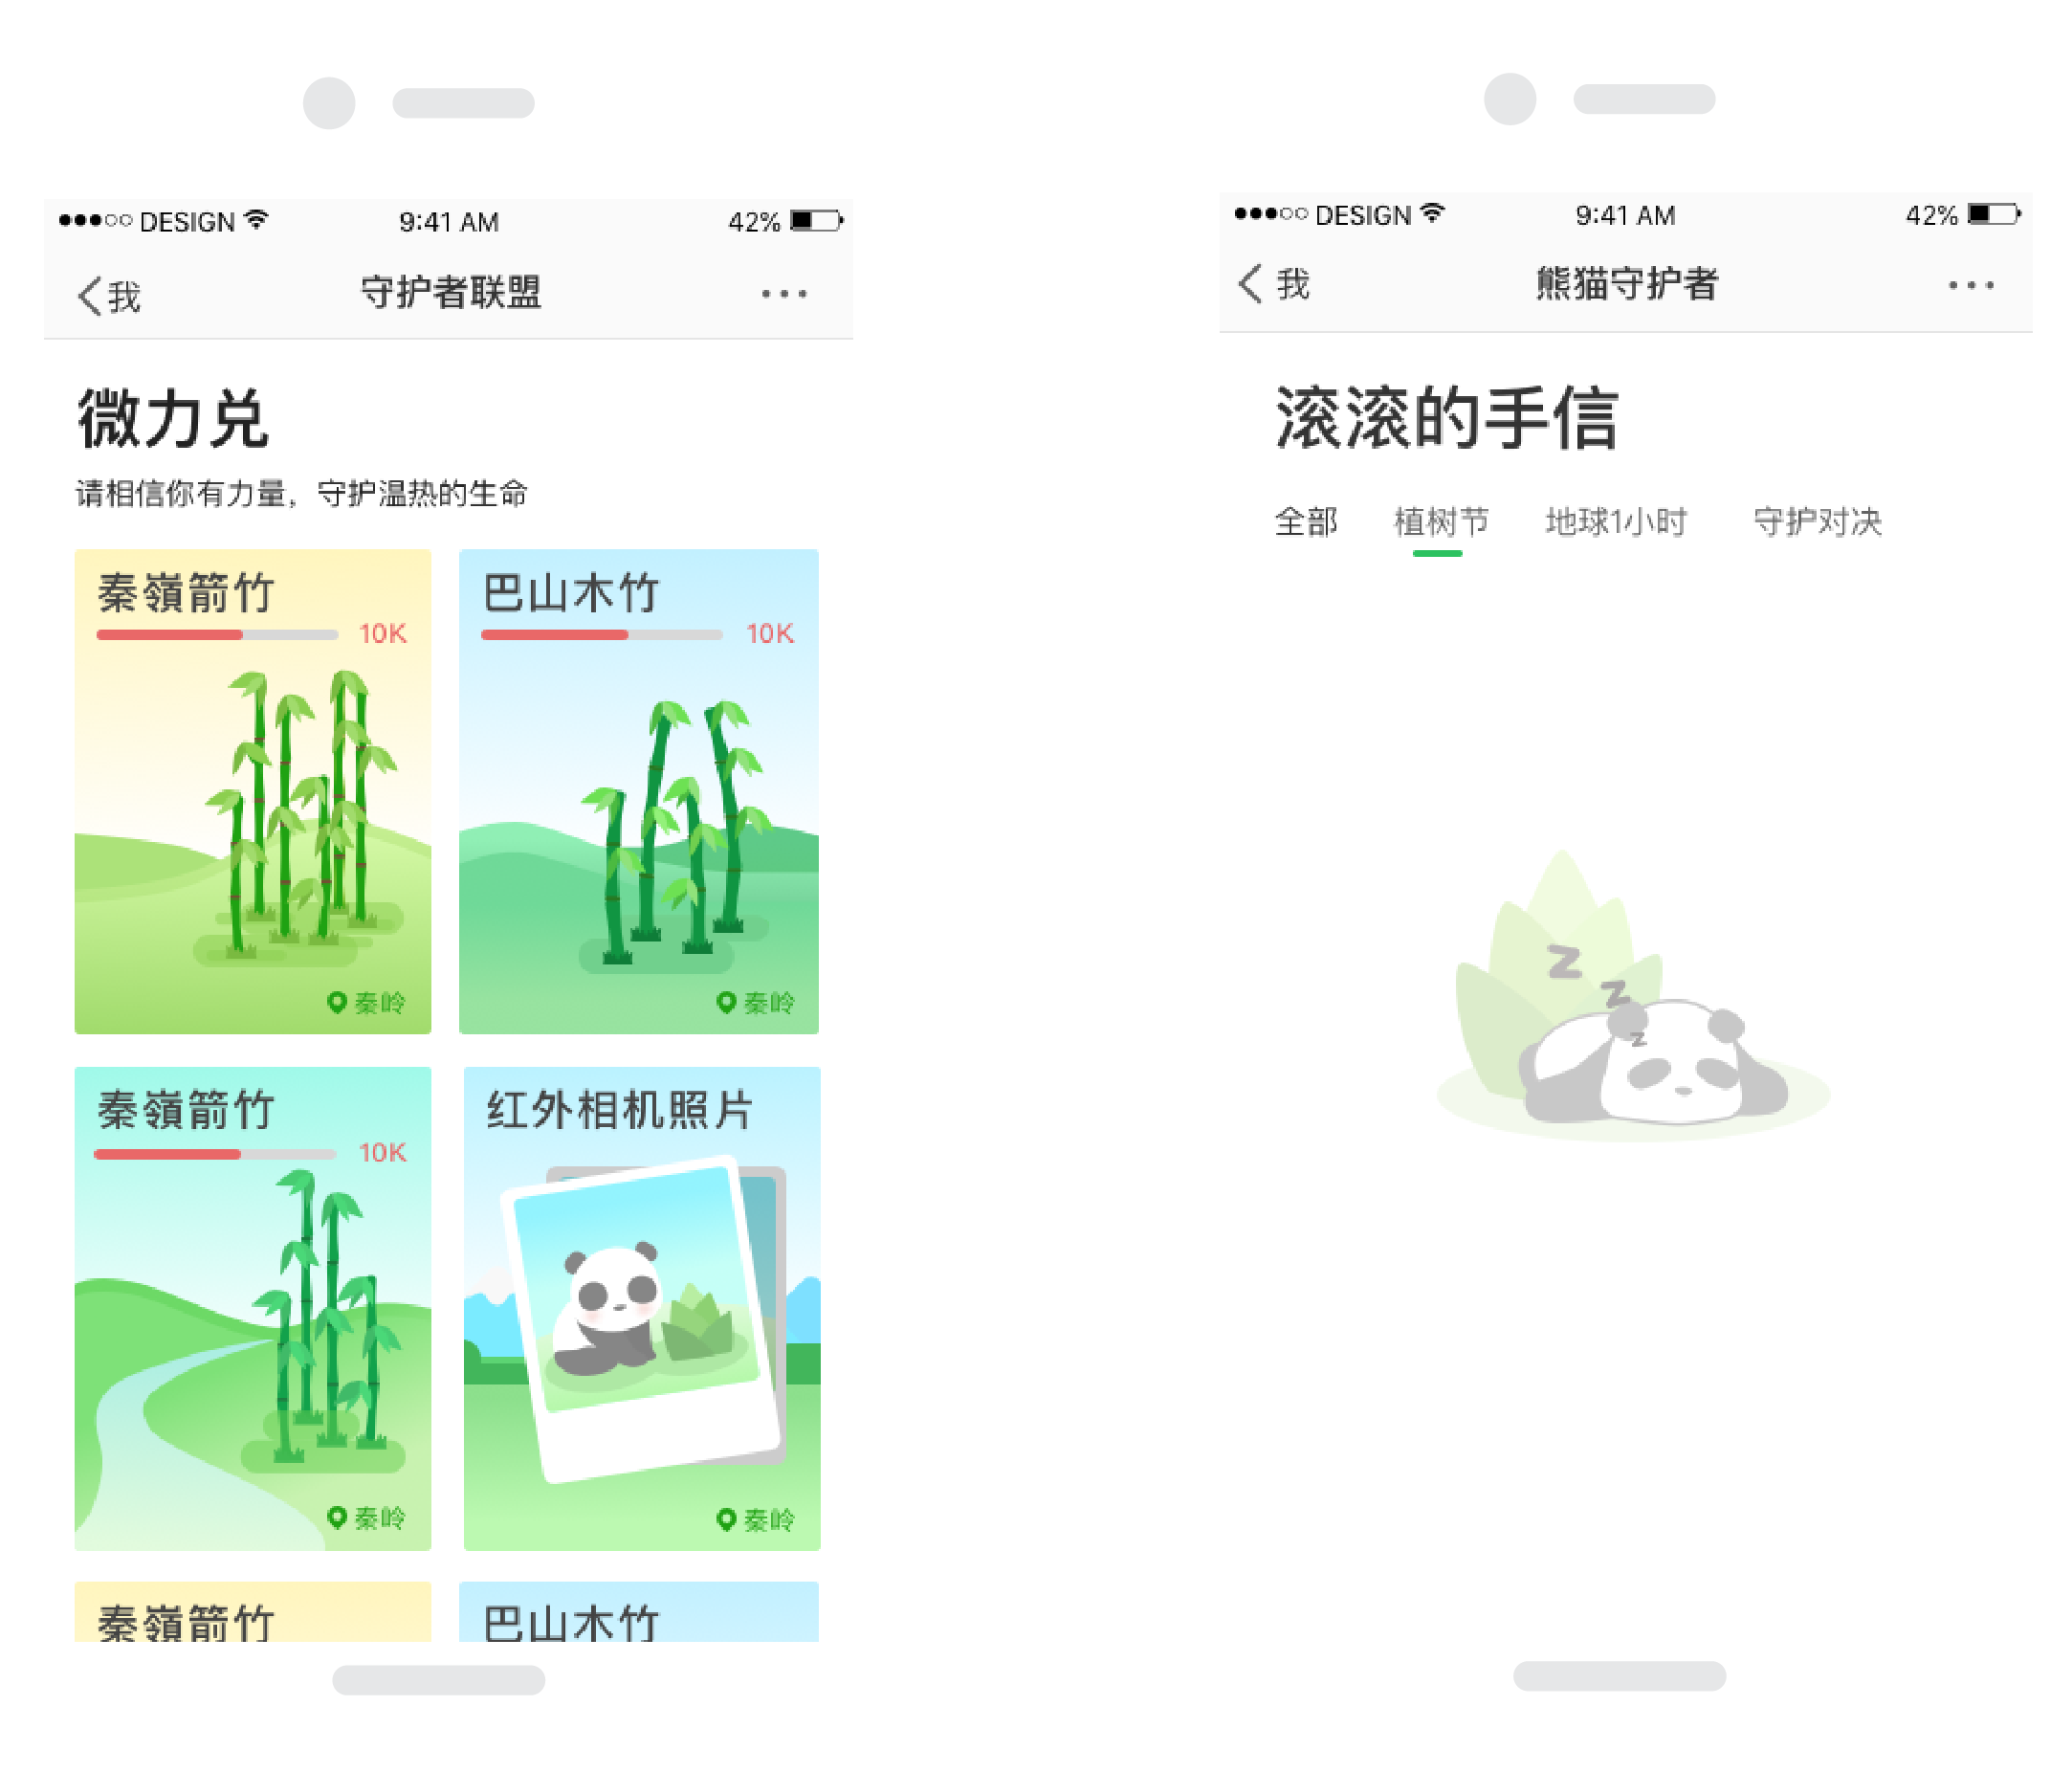 DESIGN 9:41 AM 42%
我 守护者联盟
微力兑
请相信你有力量，守护温热的生命
秦嶺箭竹
10K
秦岭
巴山木竹
10K
秦岭
秦嶺箭竹
10K
秦岭
红外相机照片
秦岭
秦嶺箭竹
巴山木竹
DESIGN 9:41 AM 42%
我 熊猫守护者
滚滚的手信
全部 植树节 地球1小时 守护对决
z
z
z